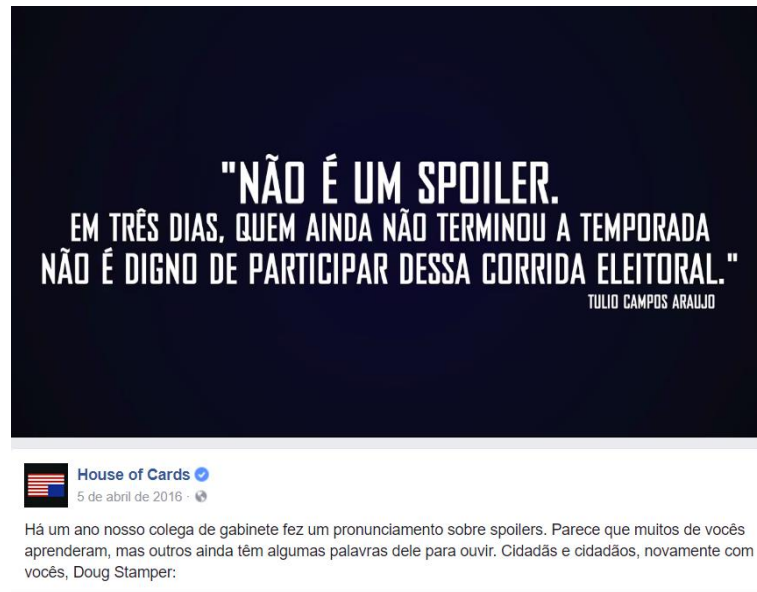 "NÃO É UM SPOILER.
EM TRÊS DIAS, QUEM AINDA NÃO TERMINOU A TEMPORADA
NÃO É DIGNO DE PARTICIPAR DESSA CORRIDA ELEITORAL."
TULIO CAMPOS ARAUJO
House of Cards
5 de abril de 2016 ·
Há um ano nosso colega de gabinete fez um pronunciamento sobre spoilers. Parece que muitos de vocês
aprenderam, mas outros ainda têm algumas palavras dele para ouvir. Cidadãs e cidadãos, novamente com
vocês, Doug Stamper: